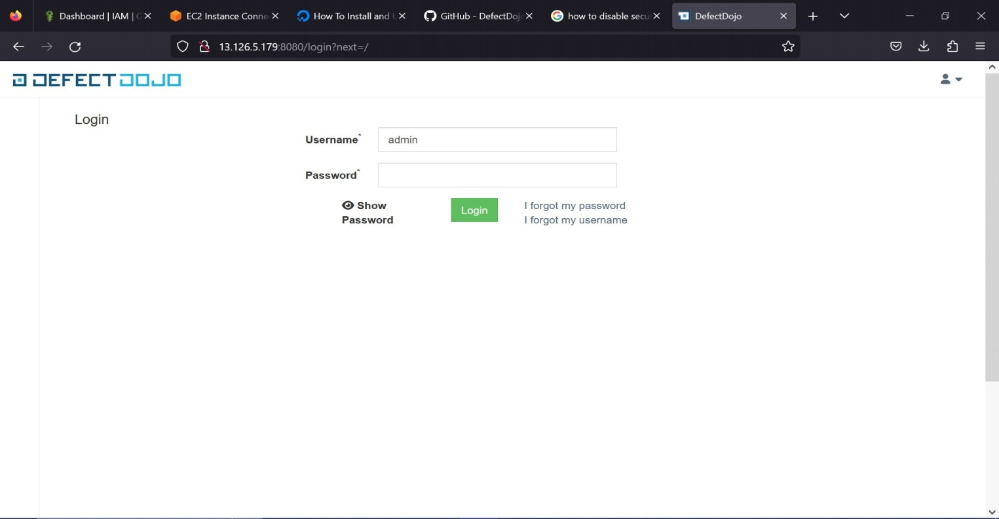 Dashboard | IAM | G
EC2 Instance Conne
How To Install and U
GitHub - DefectDojo
how to disable secu
DefectDojo
13.126.5.179:8080/login?next=/
DEFECTDOJO
Login
Username*
admin
Password*
Show
Password
Login
I forgot my password
I forgot my username